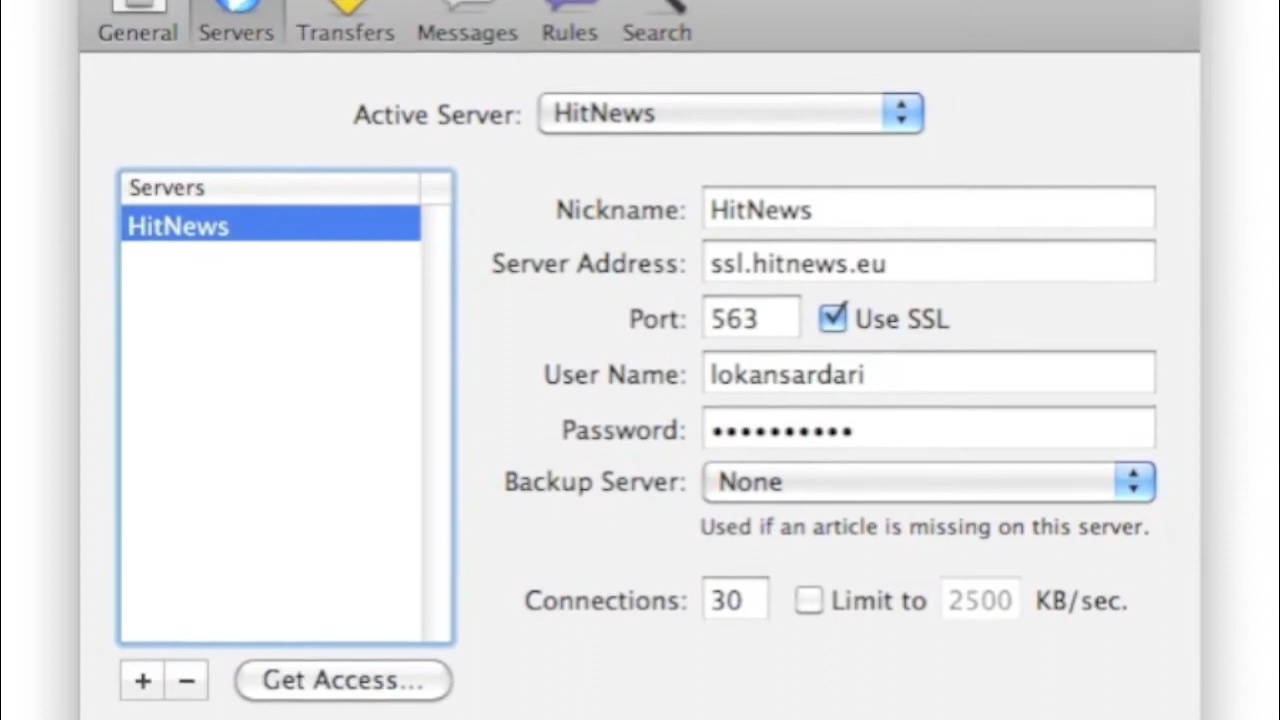 General Servers Transfers Messages Rules Search
Active Server: HitNews
Servers
HitNews
Nickname: HitNews
Server Address: ssl.hitnews.eu
Port: 563 Use SSL
User Name: lokansardari
Password: ••••••••••
Backup Server: None
Used if an article is missing on this server.
Connections: 30 Limit to 2500 KB/sec.
+ − Get Access...